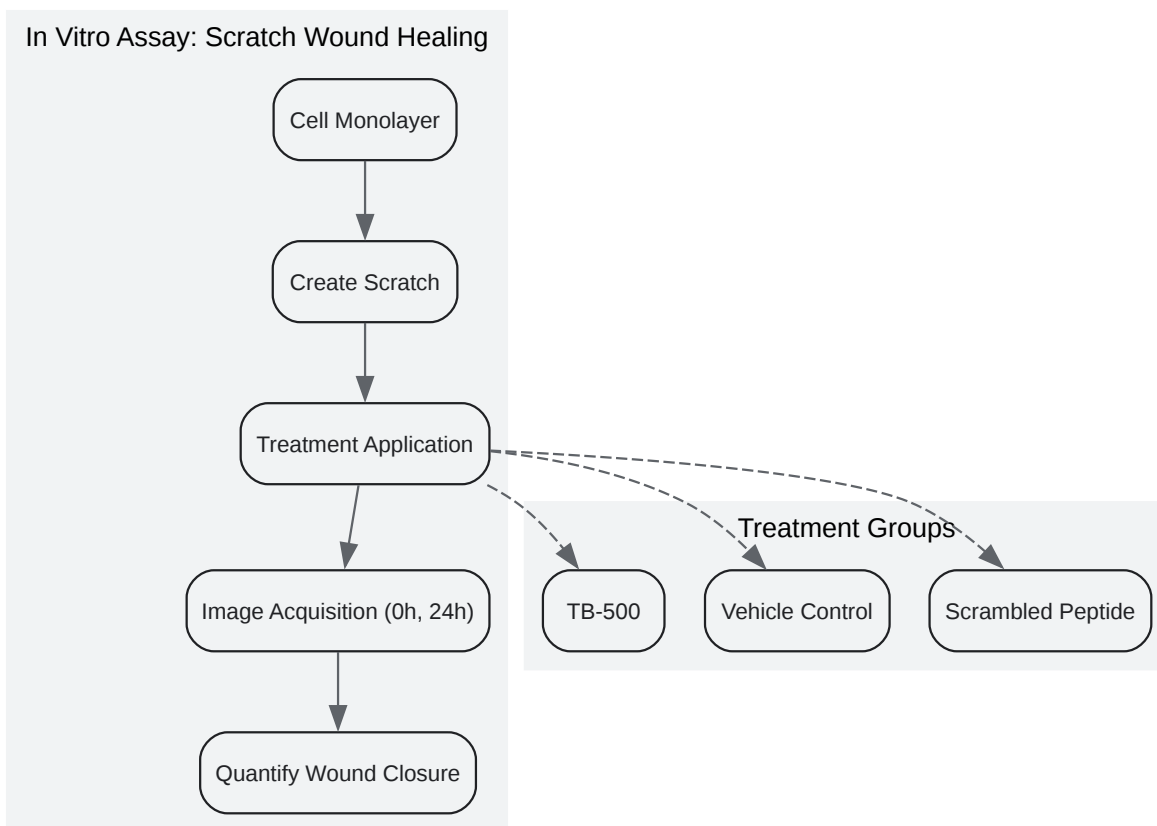 In Vitro Assay: Scratch Wound Healing
Cell Monolayer
Create Scratch
Treatment Application
Treatment Groups
Image Acquisition (0h, 24h)
TB-500
Vehicle Control
Scrambled Peptide
Quantify Wound Closure